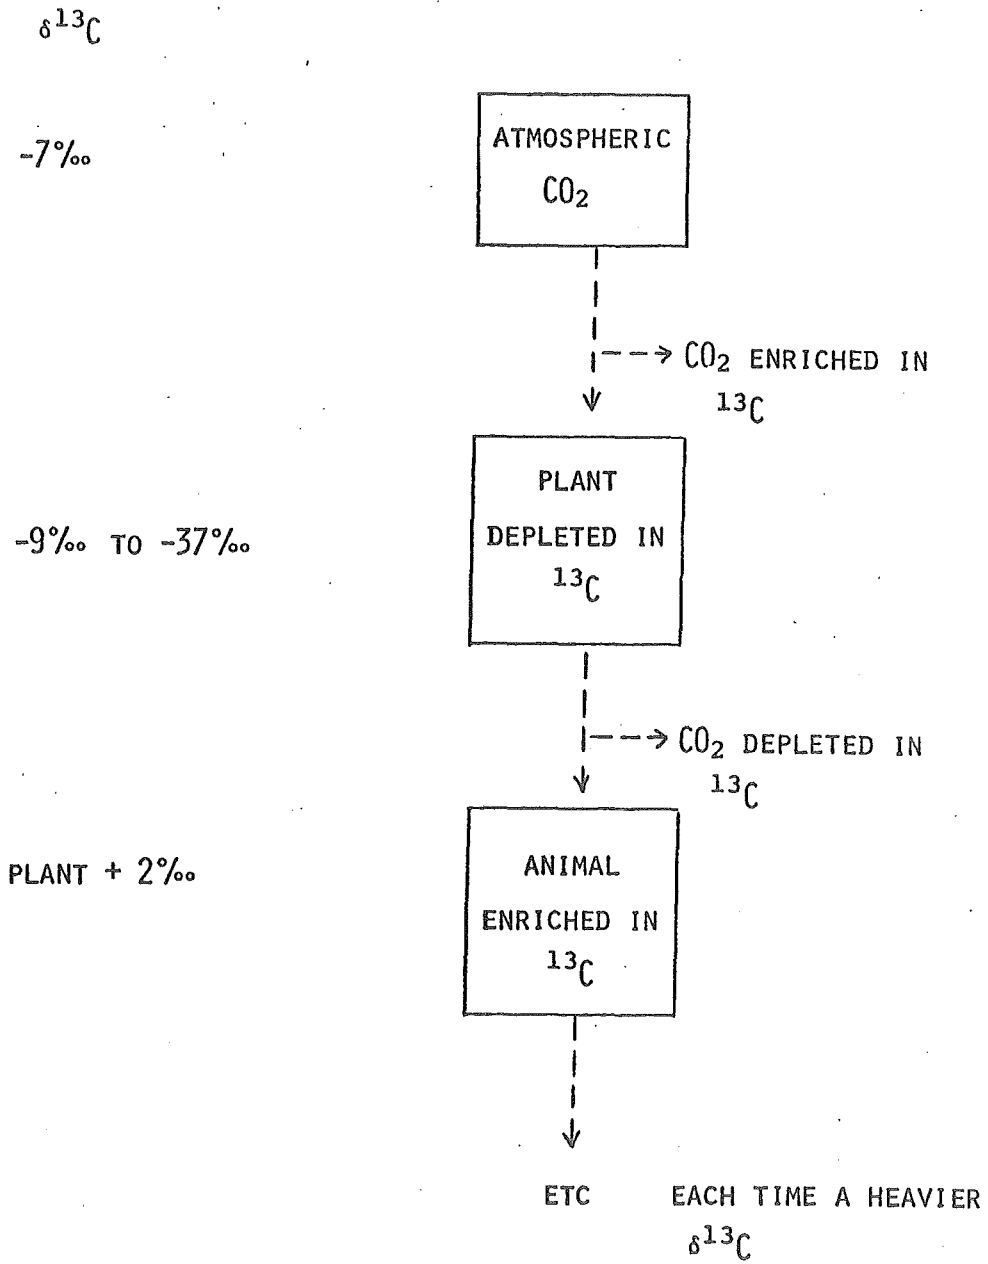 δ¹³C
-7‰
ATMOSPHERIC
CO₂
CO₂ ENRICHED IN
¹³C
-9‰ TO -37‰
PLANT
DEPLETED IN
¹³C
CO₂ DEPLETED IN
¹³C
PLANT + 2‰
ANIMAL
ENRICHED IN
¹³C
ETC
EACH TIME A HEAVIER
δ¹³C